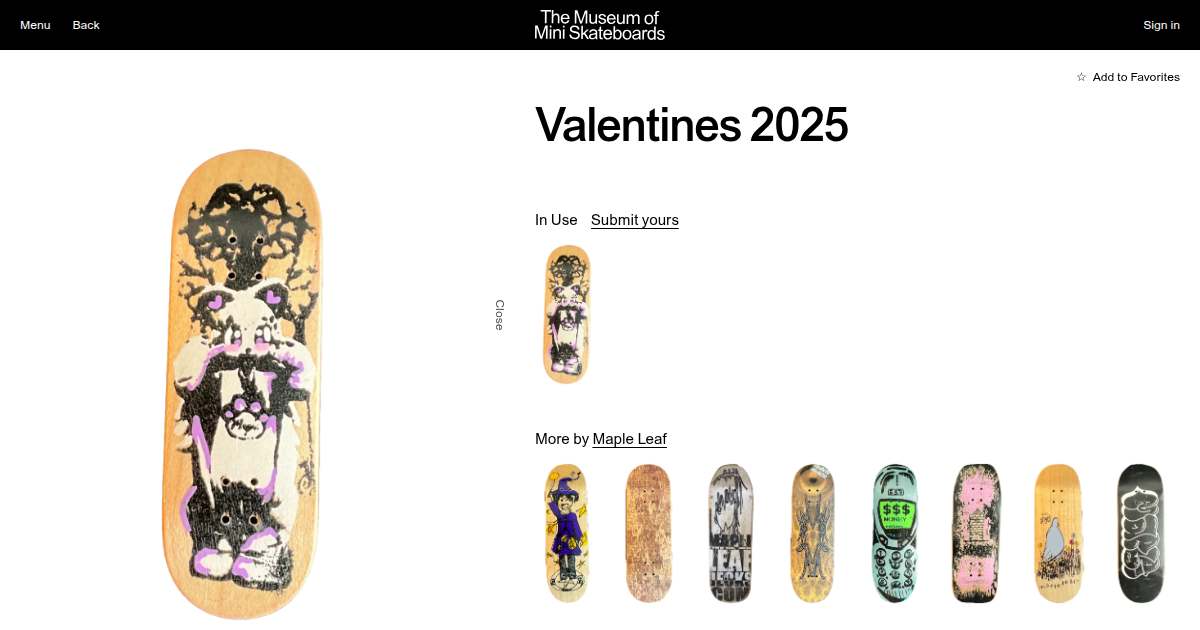 Menu
Back
The Museum of
Mini Skateboards
Sign in
☆ Add to Favorites
Valentines 2025
In Use
Submit yours
Close
More by Maple Leaf
LEAF
$$$
MONEY